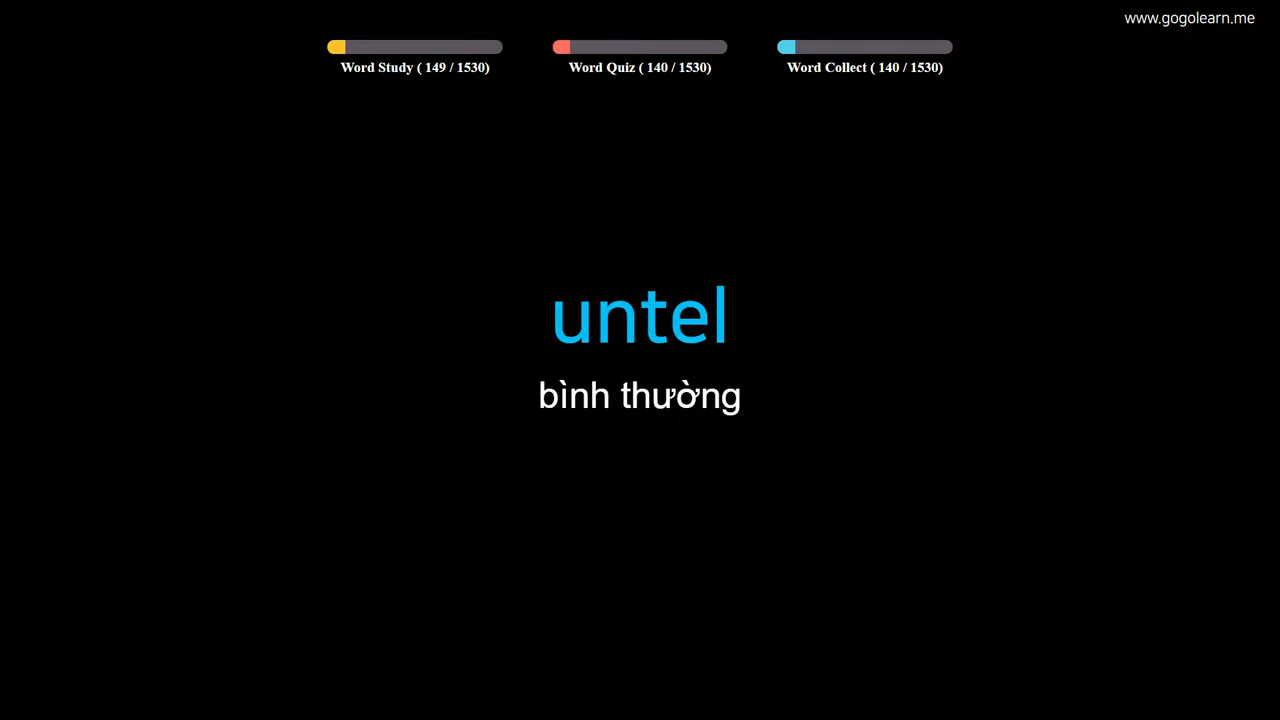 www.gogolearn.me
Word Study ( 149 / 1530)
Word Quiz ( 140 / 1530)
Word Collect ( 140 / 1530)
untel
bình thường